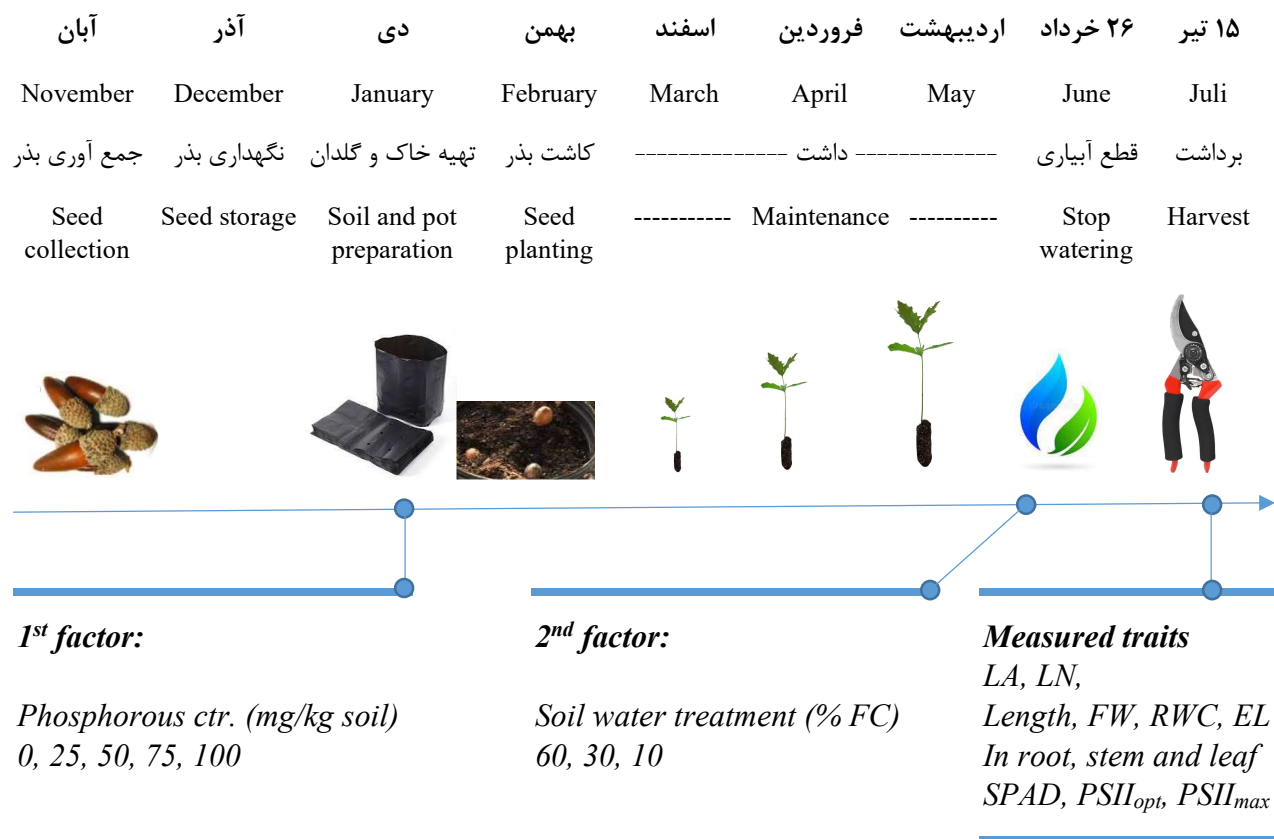 آبان آذر دی بهمن اسفند فروردین اردیبهشت ۲۶ خرداد ۱۵ تیر
November December January February March April May June Juli
جمع آوری بذر نگهداری بذر تهیه خاک و گلدان کاشت بذر -------------- داشت ------------- قطع آبیاری برداشت
Seed collection Seed storage Soil and pot preparation Seed planting ----------- Maintenance ---------- Stop watering Harvest
1st factor:
Phosphorous ctr. (mg/kg soil)
0, 25, 50, 75, 100
2nd factor:
Soil water treatment (% FC)
60, 30, 10
Measured traits
LA, LN,
Length, FW, RWC, EL
In root, stem and leaf
SPAD, PSIIopt, PSIImax